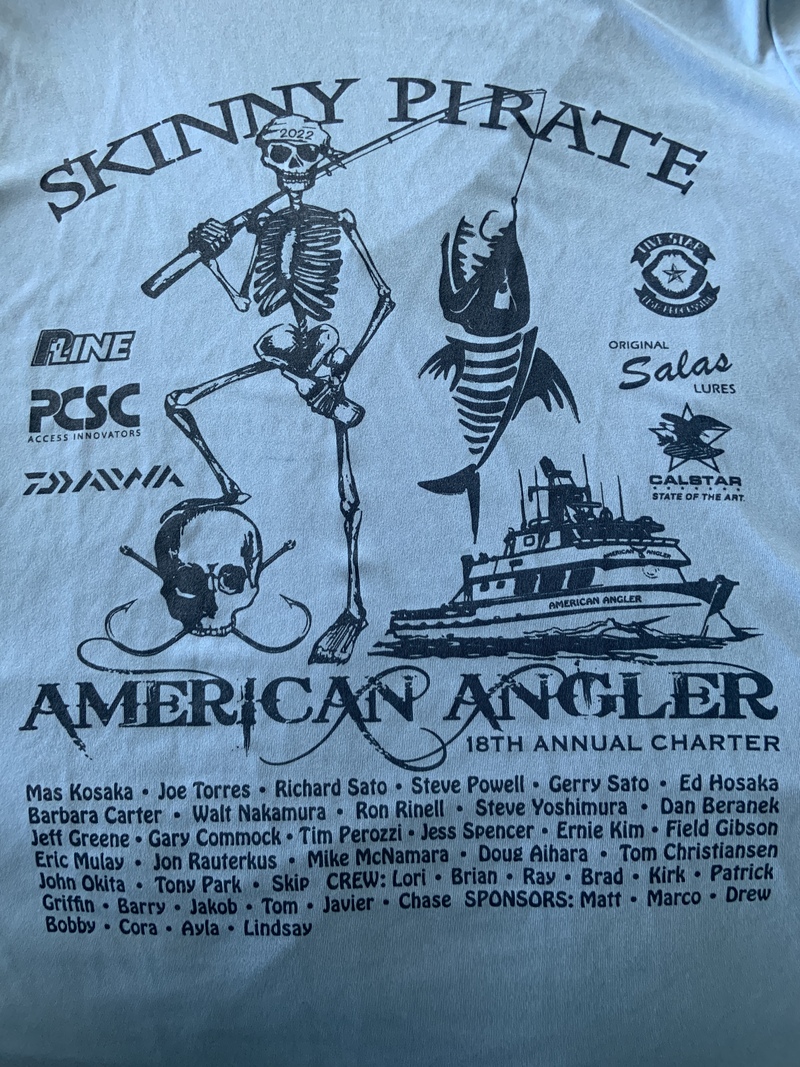 SKINNY PIRATE
2022
FIVE STAR
FISH PROCESSING
PLINE
ORIGINAL
Salas
LURES
PCSC
ACCESS INNOVATORS
CALSTAR
STATE OF THE ART.
DAIWA
AMERICAN ANGLER
AMERICAN ANGLER
AMERICAN ANGLER
18TH ANNUAL CHARTER
Mas Kosaka • Joe Torres • Richard Sato • Steve Powell • Gerry Sato • Ed Hosaka
Barbara Carter • Walt Nakamura • Ron Rinell • Steve Yoshimura • Dan Beranek
Jeff Greene • Gary Commock • Tim Perozzi • Jess Spencer • Ernie Kim • Field Gibson
Eric Mulay • Jon Rauterkus • Mike McNamara • Doug Aihara • Tom Christiansen
John Okita • Tony Park • Skip CREW: Lori • Brian • Ray • Brad • Kirk • Patrick
Griffin • Barry • Jakob • Tom • Javier • Chase SPONSORS: Matt • Marco • Drew
Bobby • Cora • Ayla • Lindsay